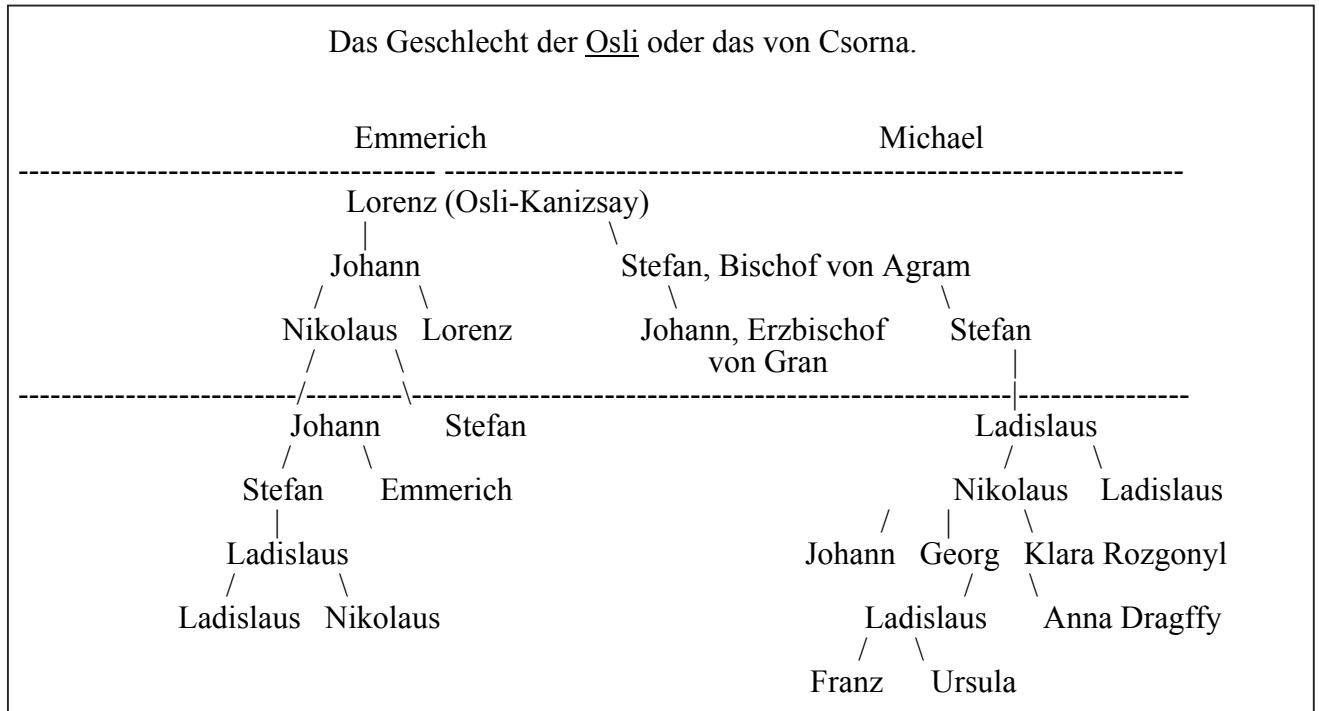 Das Geschlecht der Osli oder das von Csorna.
Emmerich Michael
Lorenz (Osli-Kanizsay)
Johann Stefan, Bischof von Agram
Nikolaus Lorenz Johann, Erzbischof Stefan
von Gran
Johann Stefan Ladislaus
Stefan Emmerich Nikolaus Ladislaus
Ladislaus Johann Georg Klara Rozgonyl
Ladislaus Nikolaus Ladislaus Anna Dragffy
Franz Ursula